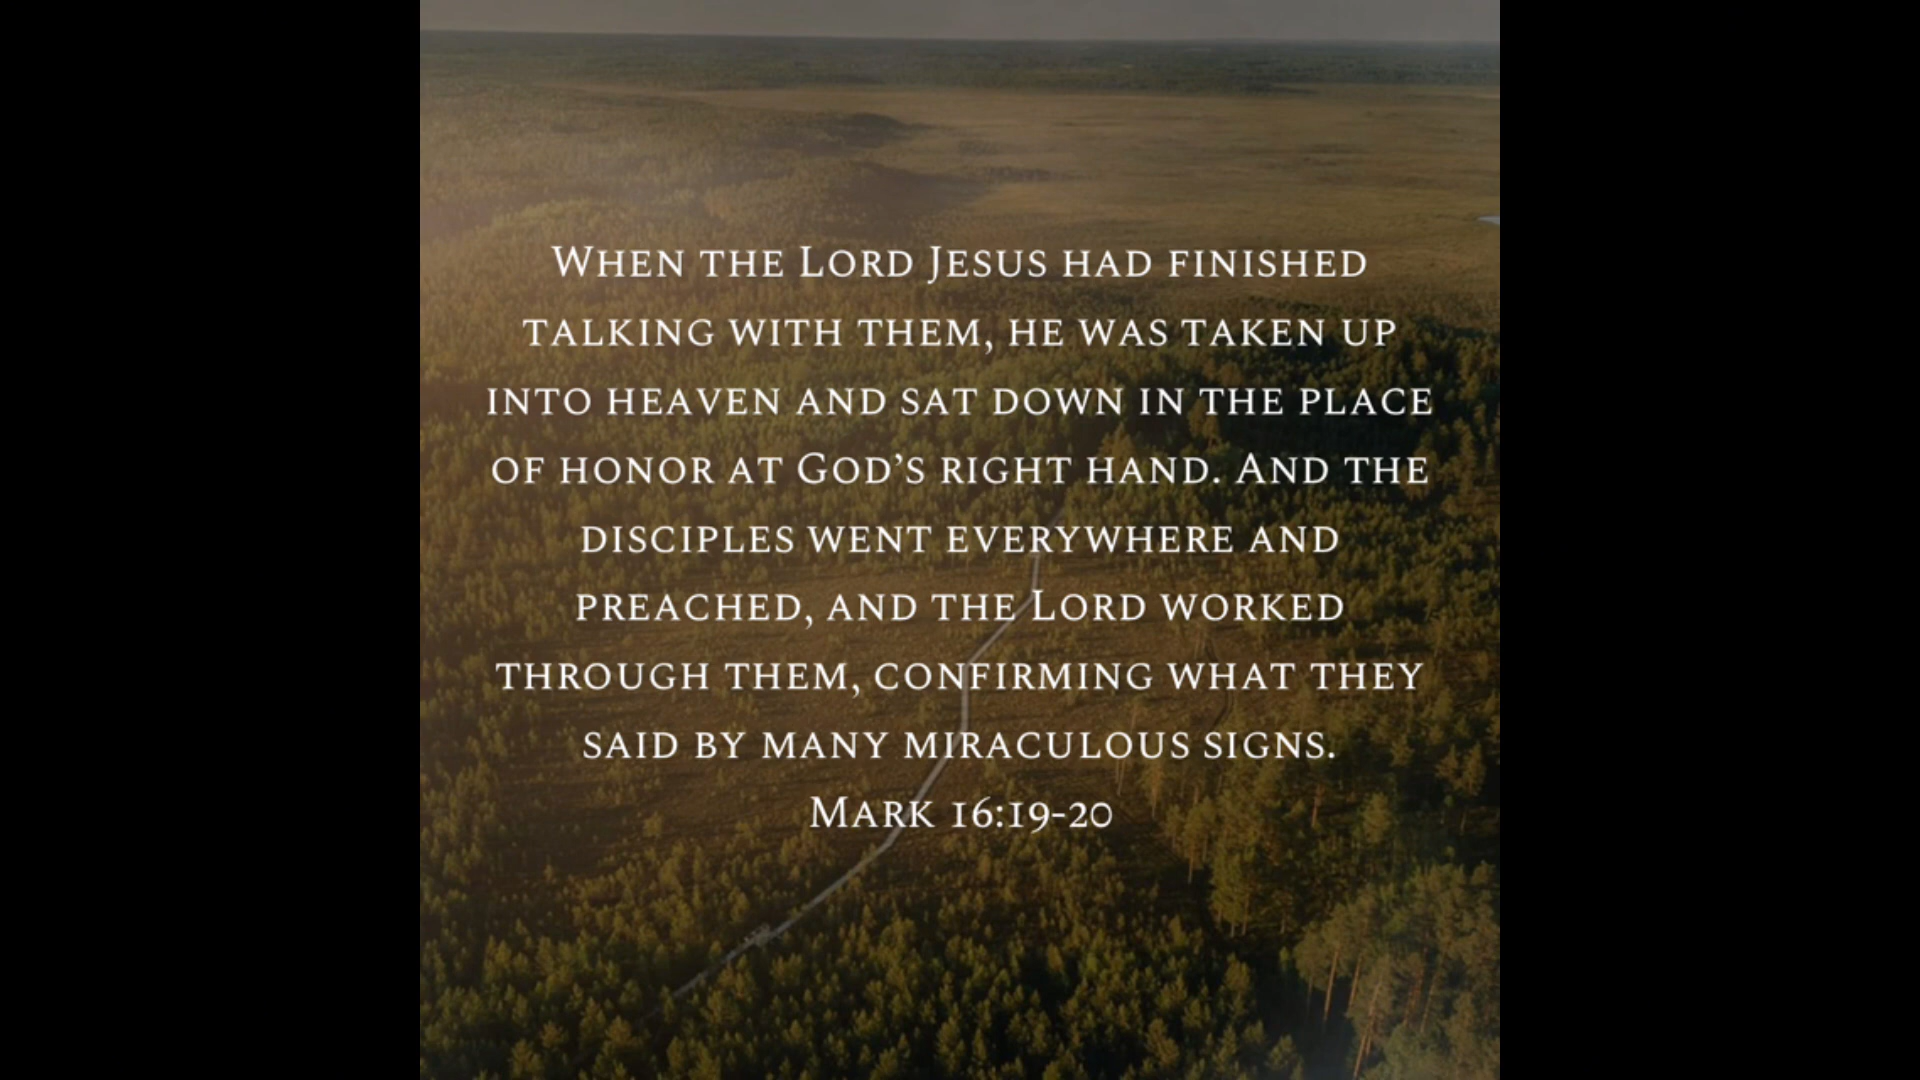 When the Lord Jesus had finished
talking with them, he was taken up
into heaven and sat down in the place
of honor at God’s right hand. And the
disciples went everywhere and
preached, and the Lord worked
through them, confirming what they
said by many miraculous signs.
Mark 16:19-20